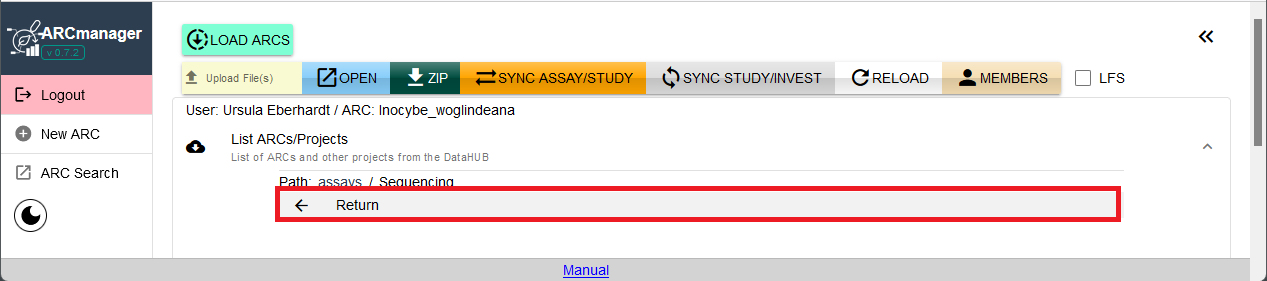 ARCmanager
v 0.7.2
Logout
New ARC
ARC Search
LOAD ARCS
Upload File(s) OPEN ZIP SYNC ASSAY/STUDY SYNC STUDY/INVEST RELOAD MEMBERS LFS
User: Ursula Eberhardt / ARC: Inocybe_woglindeana
List ARCs/Projects
List of ARCs and other projects from the DataHUB
Path: assays / Sequencing
Return
Manual